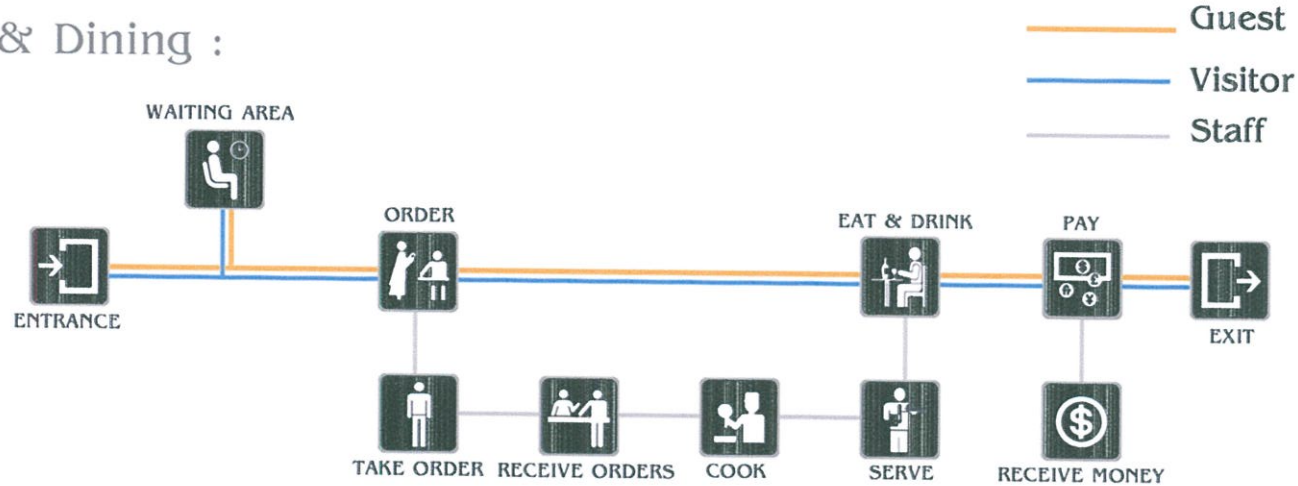 & Dining :
Guest
Visitor
Staff
WAITING AREA
ORDER
EAT & DRINK
PAY
ENTRANCE
EXIT
TAKE ORDER
RECEIVE ORDERS
COOK
SERVE
RECEIVE MONEY
$